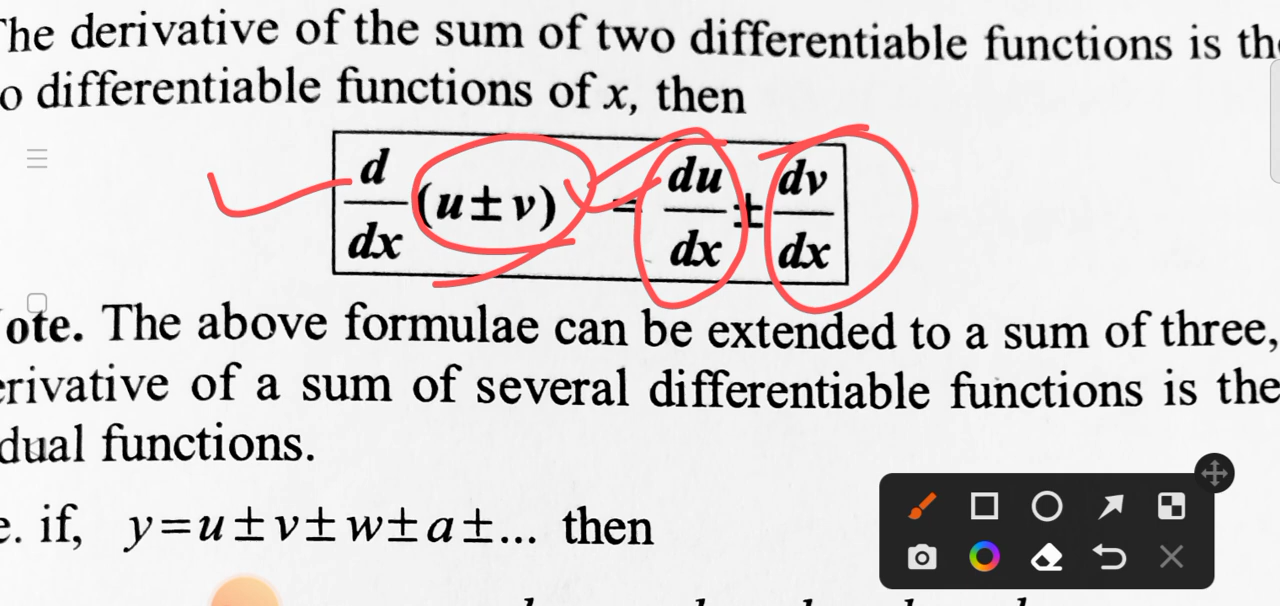 The derivative of the sum of two differentiable functions is the
o differentiable functions of x, then
d/dx (u ± v) = du/dx ± dv/dx
ote. The above formulae can be extended to a sum of three,
erivative of a sum of several differentiable functions is the
dual functions.
e. if, y=u±v±w±a±... then